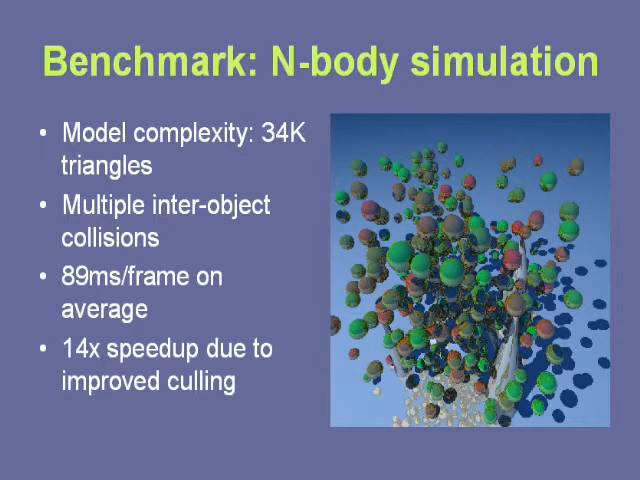 Benchmark: N-body simulation
• Model complexity: 34K
triangles
• Multiple inter-object
collisions
• 89ms/frame on
average
• 14x speedup due to
improved culling